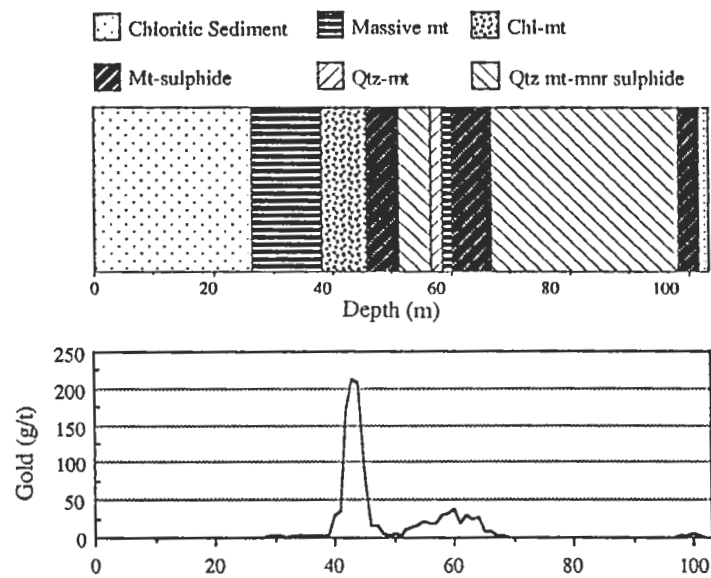 Chloritic Sediment Massive mt Chl-mt
Mt-sulphide Qtz-mt Qtz mt-mnr sulphide
0 20 40 60 80 100
Depth (m)
250
200
150
100
50
0
Gold (g/t)
0 20 40 60 80 100